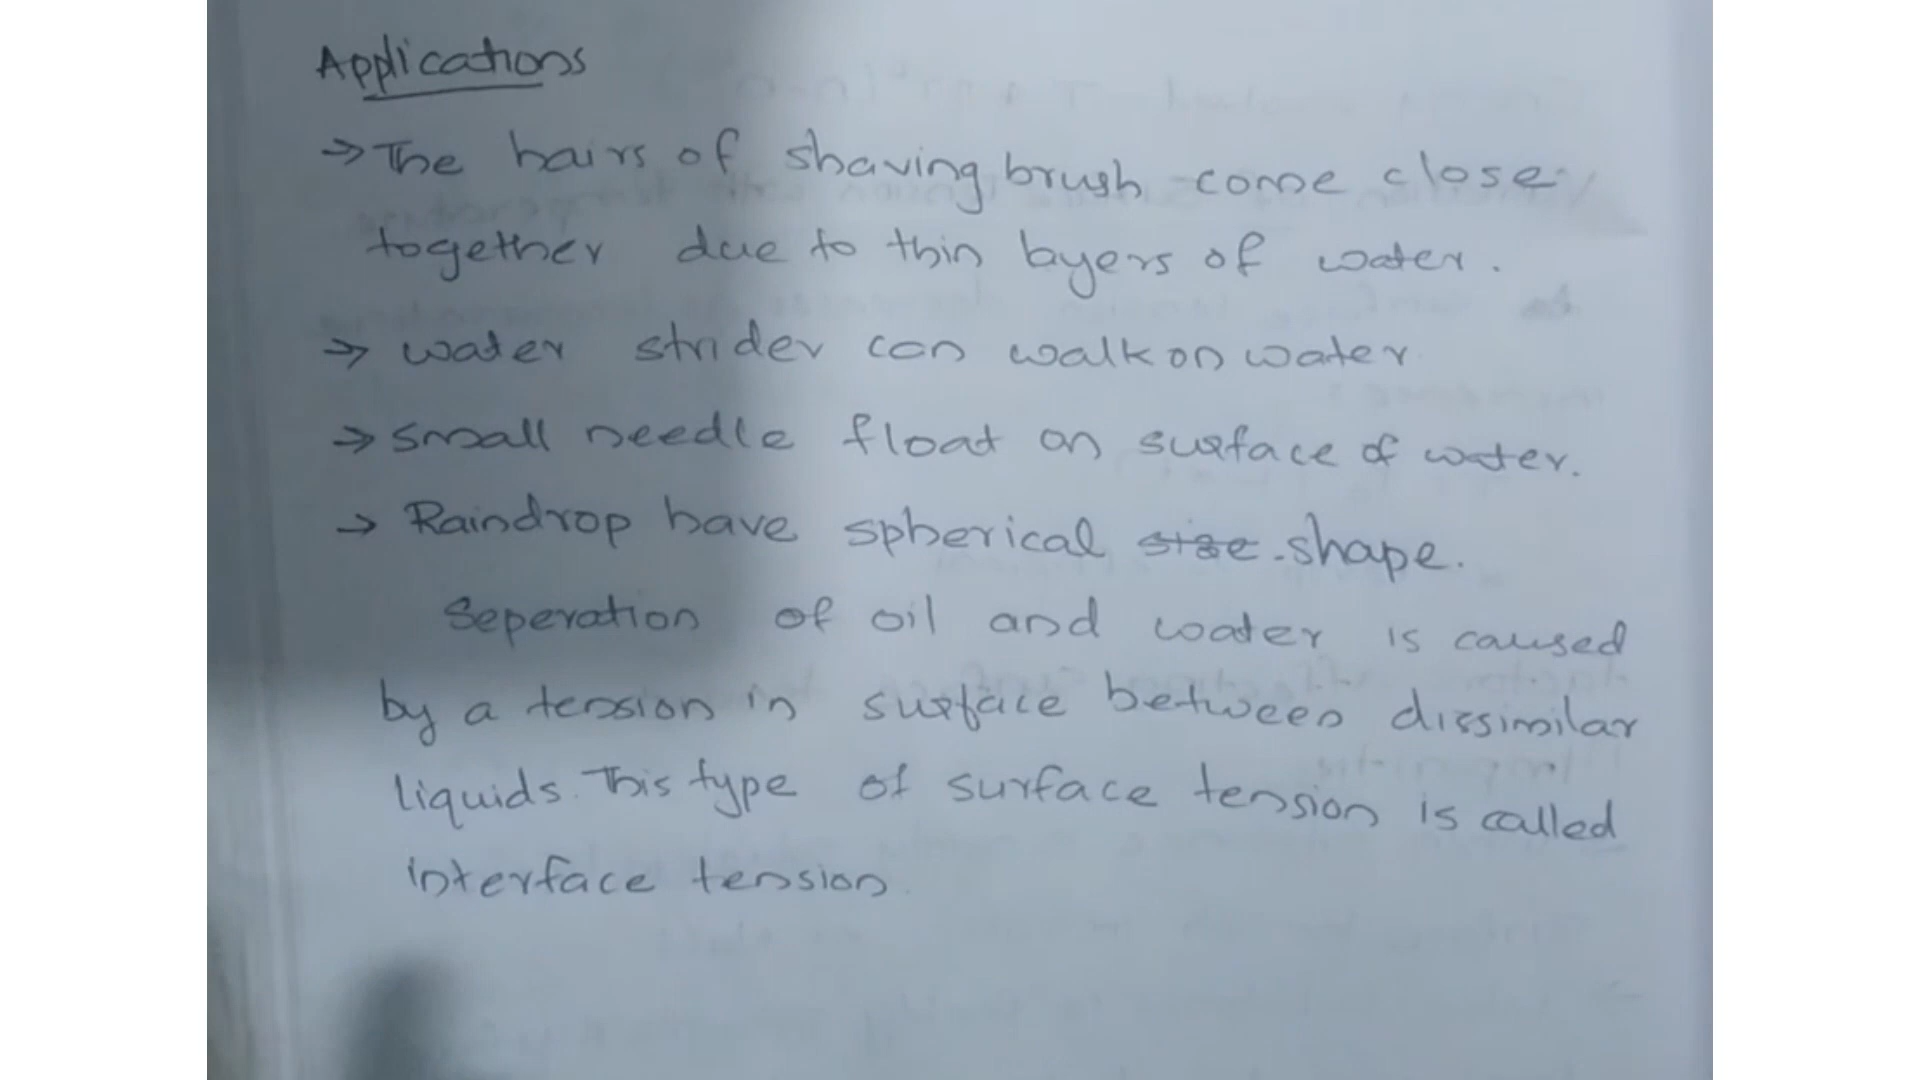 Applications
→ The hairs of shaving brush come close
together due to thin layers of water.
→ water strider can walk on water
→ small needle float on surface of water.
→ Raindrop have spherical size shape.
Seperation of oil and water is caused
by a tension in surface between dissimilar
liquids. This type of surface tension is called
interface tension